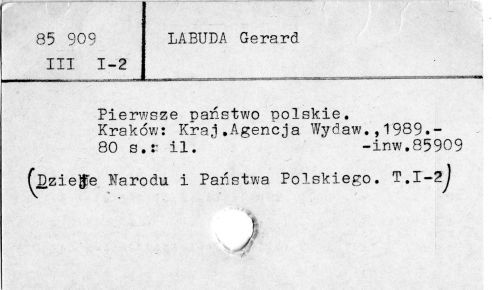 85 909 LABUDA Gerard
III I-2
Pierwsze państwo polskie.
Kraków: Kraj.Agencja Wydaw.,1989.-
80 s.: il. -inw.85909
(Dzieje Narodu i Państwa Polskiego. T.I-2)